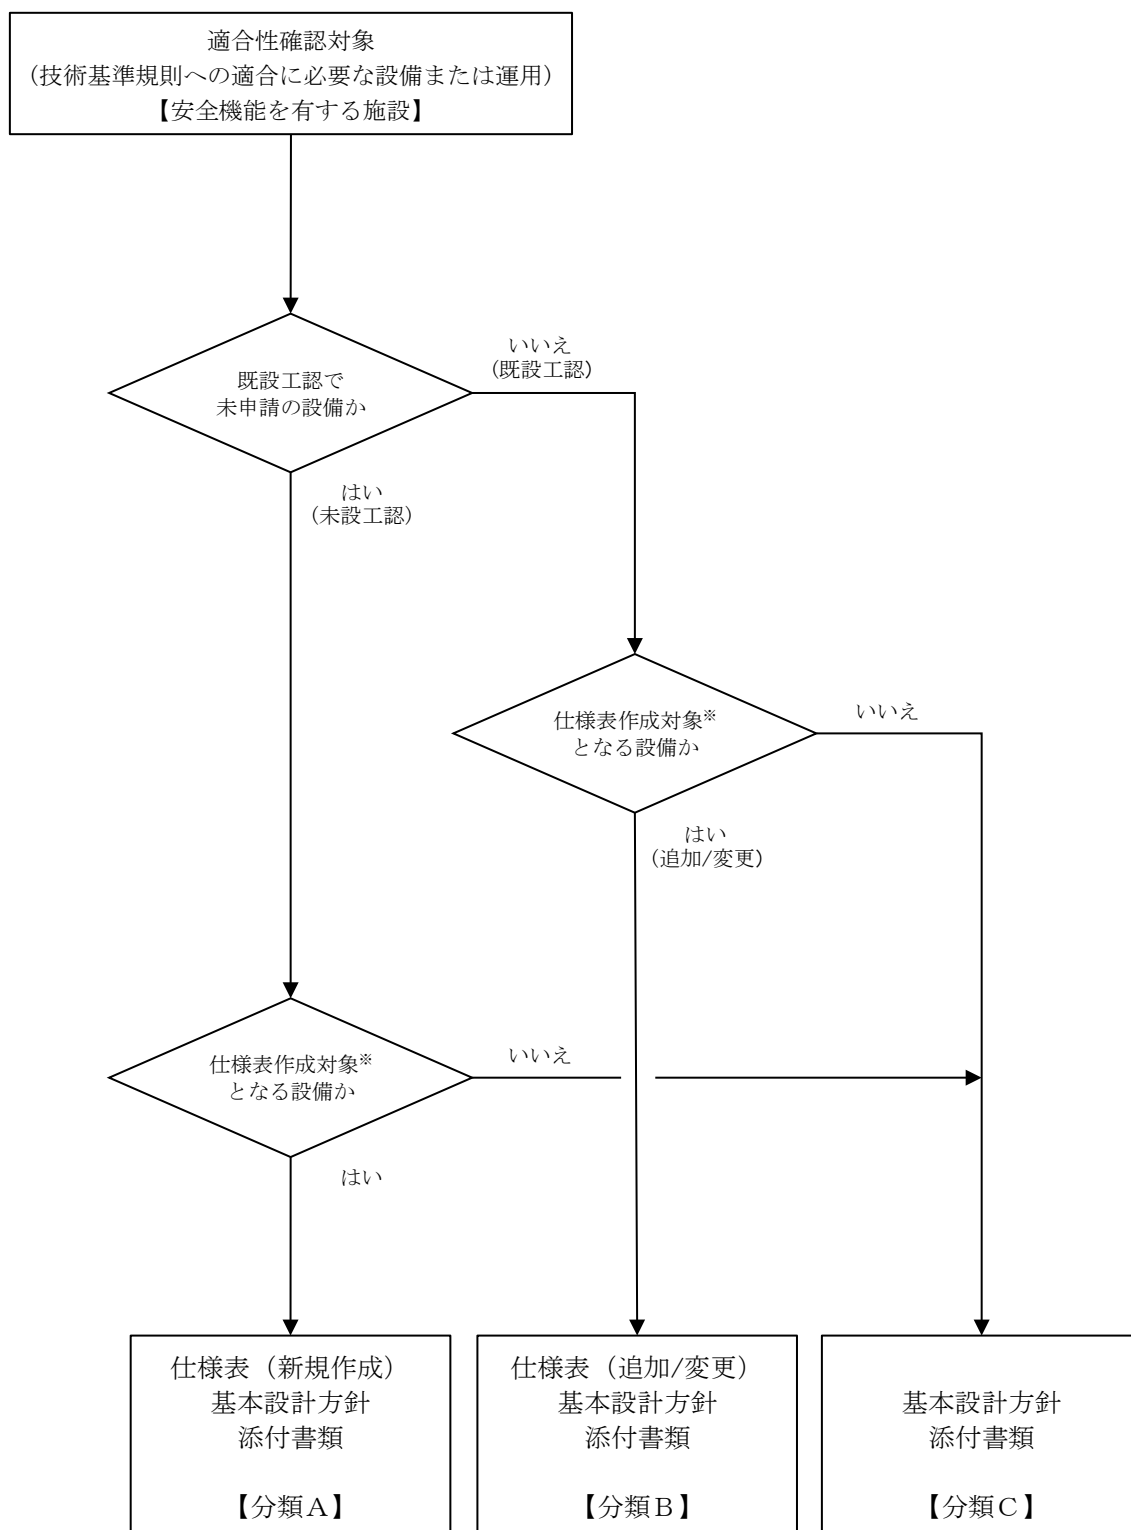 適合性確認対象
(技術基準規則への適合に必要な設備または運用)
【安全機能を有する施設】
いいえ
(既設工認)
既設工認で
未申請の設備か
はい
(未設工認)
仕様表作成対象※
となる設備か
いいえ
はい
(追加/変更)
仕様表作成対象※
となる設備か
いいえ
はい
仕様表（新規作成）
基本設計方針
添付書類
【分類Ａ】
仕様表（追加/変更）
基本設計方針
添付書類
【分類Ｂ】
基本設計方針
添付書類
【分類Ｃ】